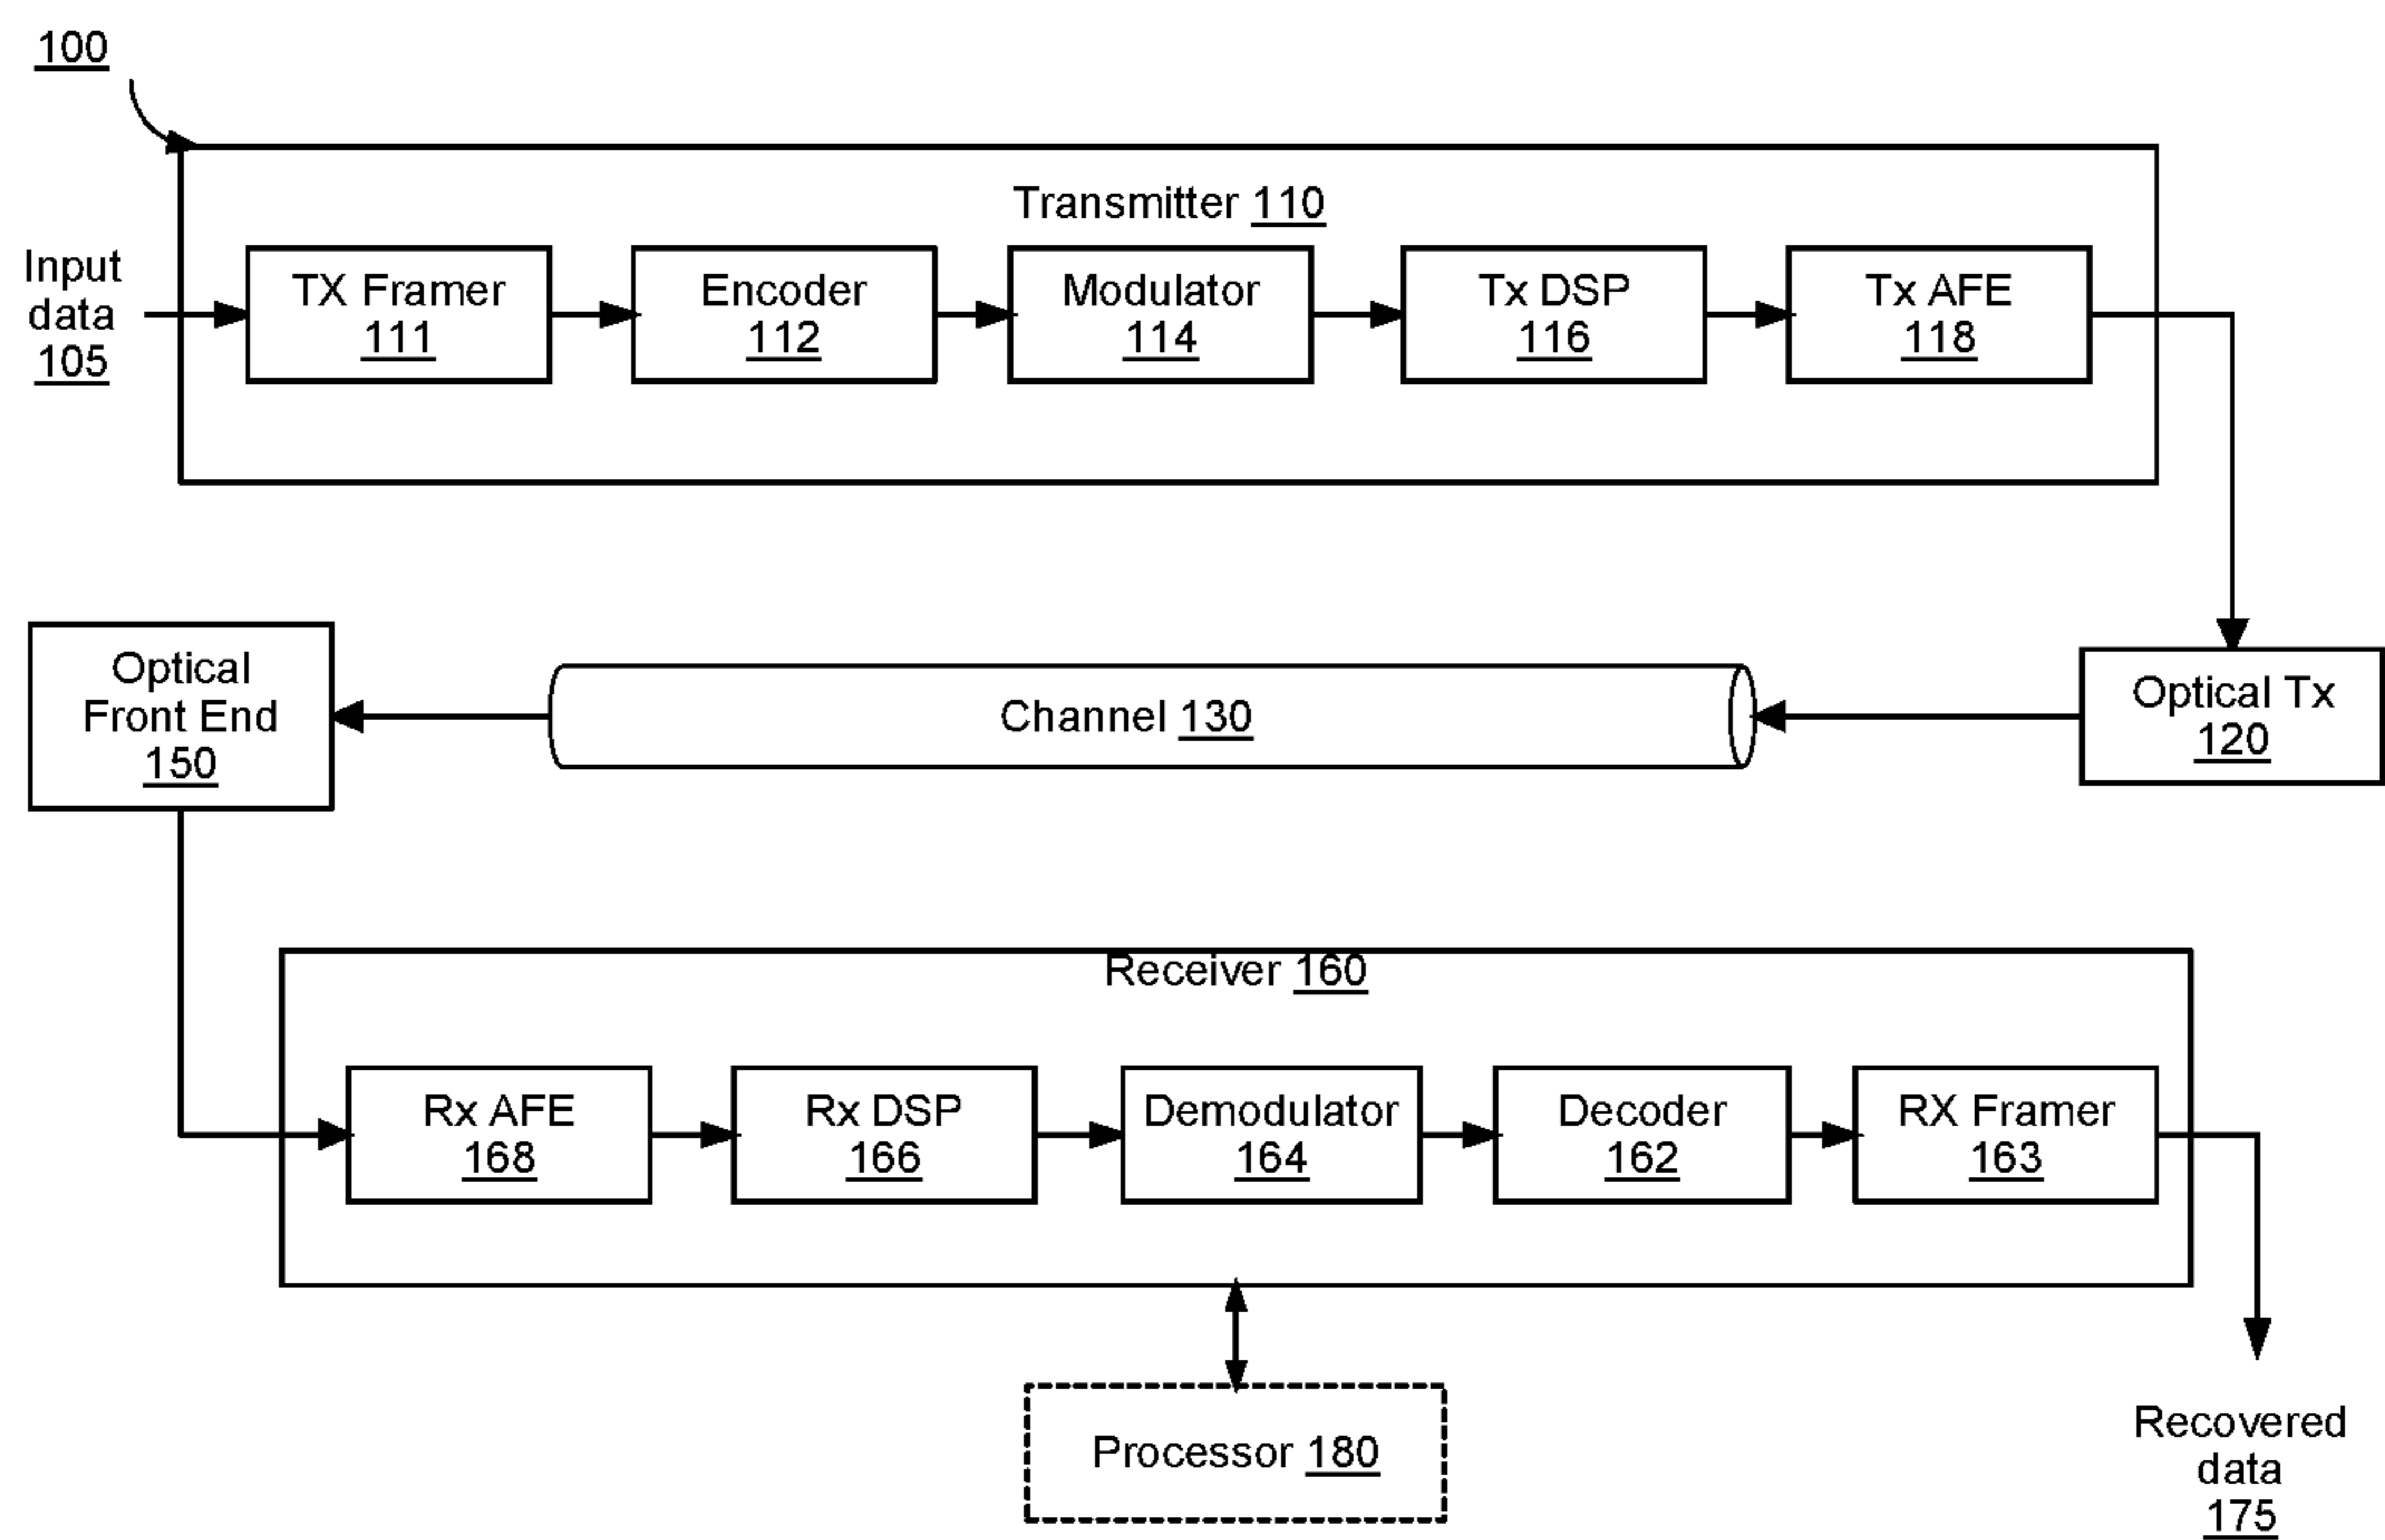 100
Transmitter 110
Input
data
105
TX Framer
111
Encoder
112
Modulator
114
Tx DSP
116
Tx AFE
118
Optical
Front End
150
Channel 130
Optical Tx
120
Receiver 160
Rx AFE
168
Rx DSP
166
Demodulator
164
Decoder
162
RX Framer
163
Processor 180
Recovered
data
175